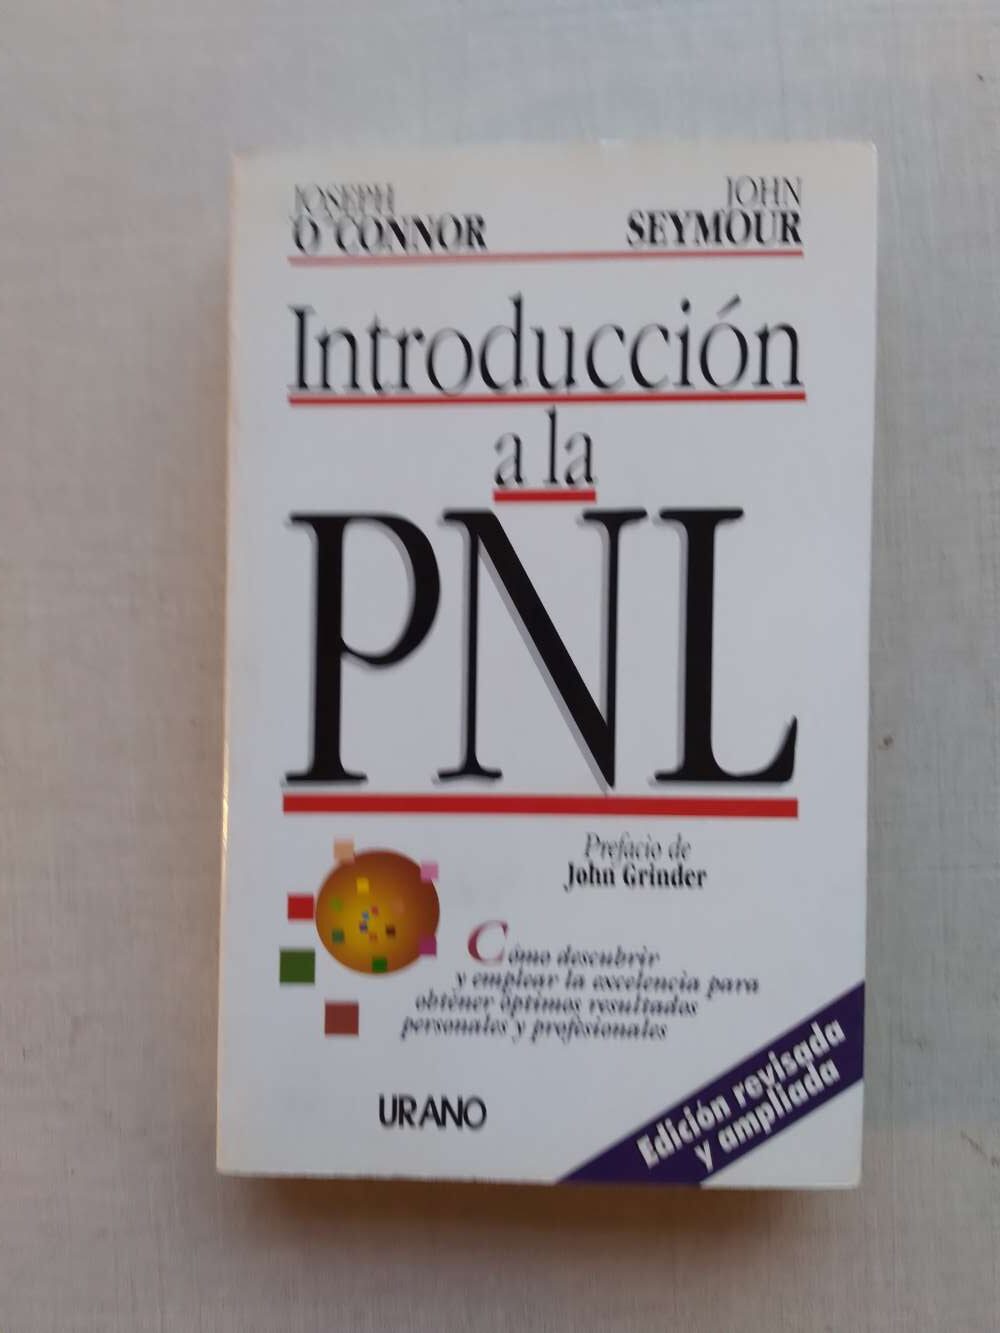 JOSEPH
O'CONNOR
JOHN
SEYMOUR
Introducción
a la
PNL
Prefacio de
John Grinder
Cómo descubrir
y emplear la excelencia para
obtener óptimos resultados
personales y profesionales
URANO
Edición revisada
y ampliada